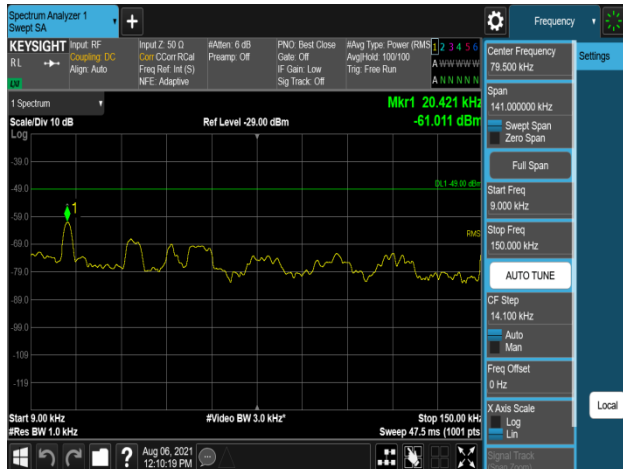 Spectrum Analyzer 1
Swept SA
Frequency
KEYSIGHT
RL
Input: RF
Coupling: DC
Align: Auto
Input Z: 50 Ω
Corr CCorr RCal
Freq Ref: Int (S)
NFE: Adaptive
#Atten: 6 dB
Preamp: Off
PNO: Best Close
Gate: Off
IF Gain: Low
Sig Track: Off
#Avg Type: Power (RMS
Avg|Hold: 100/100
Trig: Free Run
1 2 3 4 5 6
A W W W W W
A N N N N N
1 Spectrum
Scale/Div 10 dB
Log
Ref Level -29.00 dBm
Mkr1 20.421 kHz
-61.011 dBm
-39.0
-49.0
-59.0
-69.0
-79.0
-89.0
-99.0
-109
-119
DL1 -49.00 dBm
1
RMS
Start 9.00 kHz
#Res BW 1.0 kHz
#Video BW 3.0 kHz*
Stop 150.00 kHz
Sweep 47.5 ms (1001 pts
Aug 06, 2021
12:10:19 PM
?
Center Frequency
79.500 kHz
Settings
Span
141.000000 kHz
Swept Span
Zero Span
Full Span
Start Freq
9.000 kHz
Stop Freq
150.000 kHz
AUTO TUNE
CF Step
14.100 kHz
Auto
Man
Freq Offset
0 Hz
X Axis Scale
Log
Lin
Local
Signal Track
(Span Zoom)